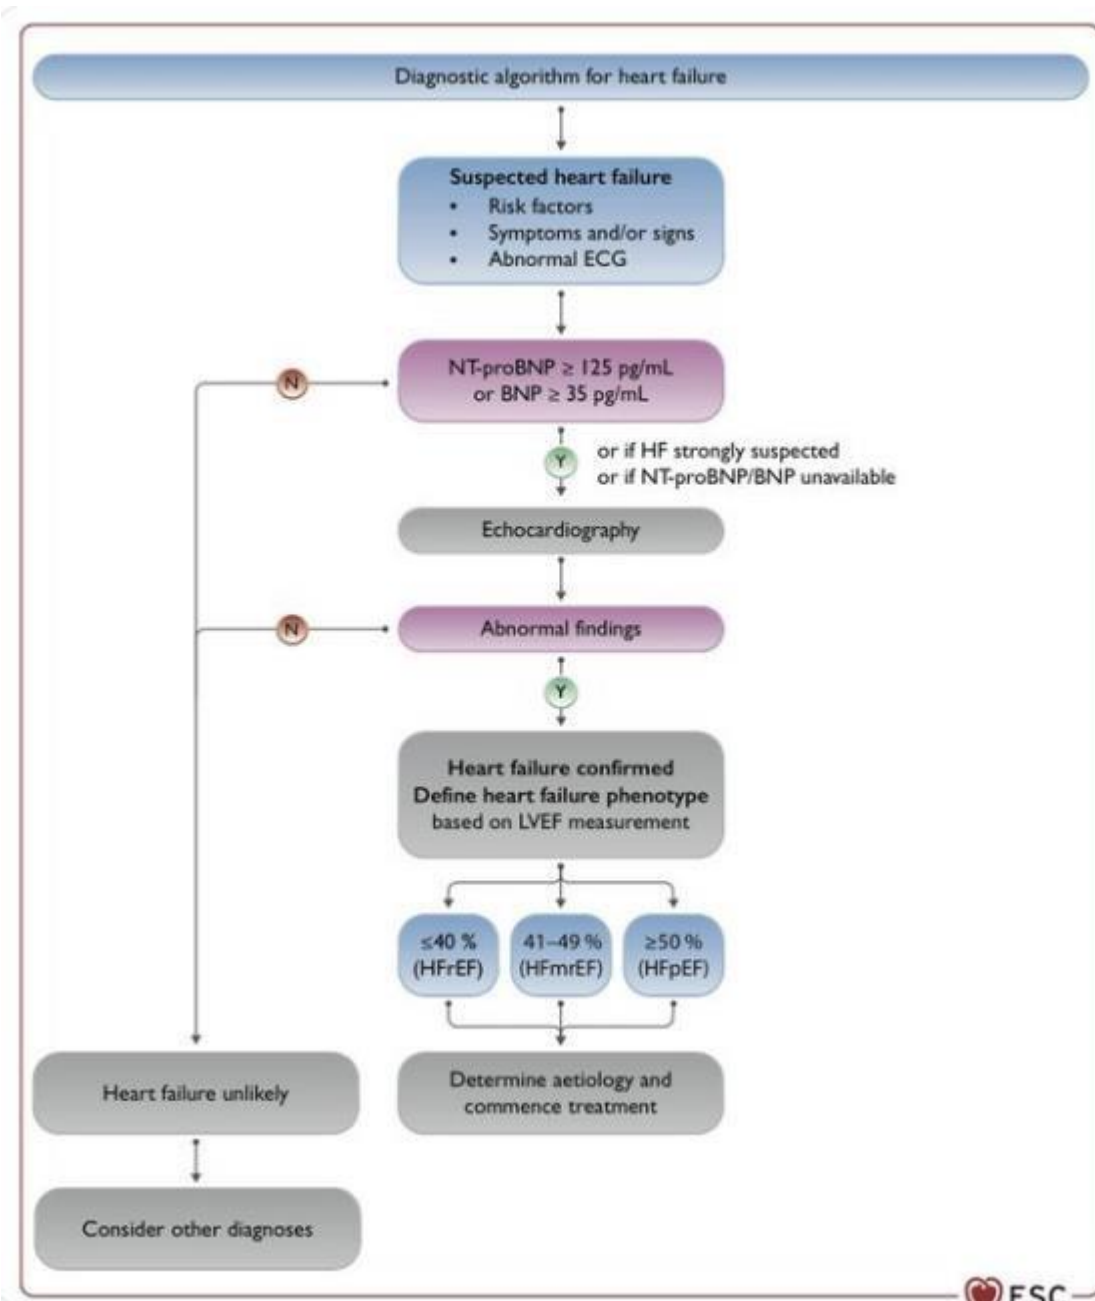 Diagnostic algorithm for heart failure
Suspected heart failure
• Risk factors
• Symptoms and/or signs
• Abnormal ECG
N
NT-proBNP ≥ 125 pg/mL
or BNP ≥ 35 pg/mL
Y
or if HF strongly suspected
or if NT-proBNP/BNP unavailable
Echocardiography
N
Abnormal findings
Y
Heart failure confirmed
Define heart failure phenotype
based on LVEF measurement
≤40 %
(HFrEF)
41–49 %
(HFmrEF)
≥50 %
(HFpEF)
Heart failure unlikely
Determine aetiology and
commence treatment
Consider other diagnoses
ESC